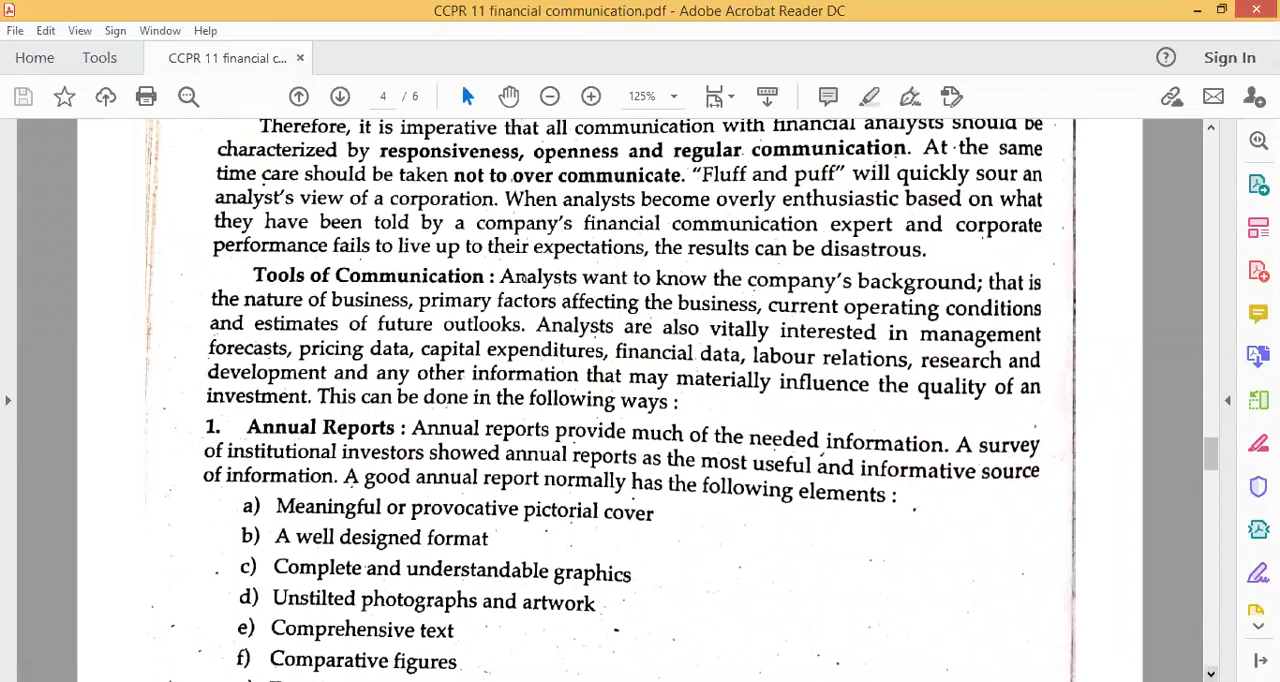 CCPR 11 financial communication.pdf - Adobe Acrobat Reader DC
File Edit View Sign Window Help
Home Tools CCPR 11 financial c... × Sign In
4 / 6 125%
Therefore, it is imperative that all communication with financial analysts should be
characterized by responsiveness, openness and regular communication. At the same
time care should be taken not to over communicate. “Fluff and puff” will quickly sour an
analyst's view of a corporation. When analysts become overly enthusiastic based on what
they have been told by a company's financial communication expert and corporate
performance fails to live up to their expectations, the results can be disastrous.
Tools of Communication : Analysts want to know the company's background; that is
the nature of business, primary factors affecting the business, current operating conditions
and estimates of future outlooks. Analysts are also vitally interested in management
forecasts, pricing data, capital expenditures, financial data, labour relations, research and
development and any other information that may materially influence the quality of an
investment. This can be done in the following ways :
1. Annual Reports : Annual reports provide much of the needed information. A survey
of institutional investors showed annual reports as the most useful and informative source
of information. A good annual report normally has the following elements :
a) Meaningful or provocative pictorial cover
b) A well designed format
c) Complete and understandable graphics
d) Unstilted photographs and artwork
e) Comprehensive text
f) Comparative figures